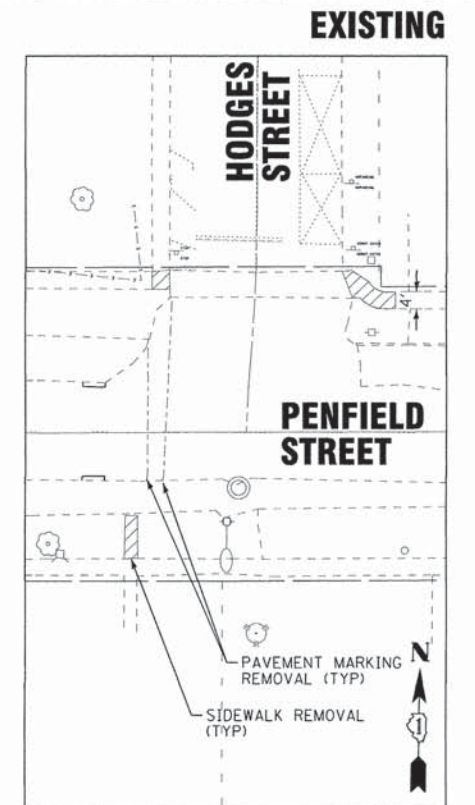 EXISTING
HODGES
STREET
4'
PENFIELD
STREET
PAVEMENT MARKING
REMOVAL (TYP)
SIDEWALK REMOVAL
(TYP)
N
1